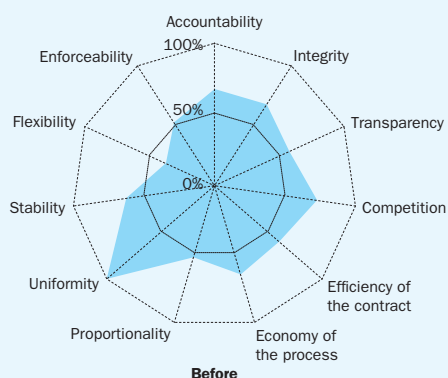 Accountability
100%
Enforceability
Integrity
50%
Flexibility
Transparency
0%
Stability
Competition
Uniformity
Efficiency of
the contract
Proportionality
Economy of
the process
Before